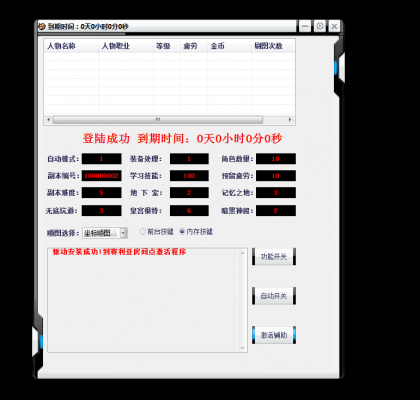 到期时间：0天0小时0分0秒
人物名称 人物职业 等级 疲劳 金币 刷图次数
登陆成功 到期时间：0天0小时0分0秒
自动模式： 1 装备处理： 1 角色数量： 10
副本编号： 100000002 学习技能： 100 预留疲劳： 10
副本难度： 5 地 下 室： 2 记忆之地： 3
无底坑道： 3 皇宫很特： 4 暗黑神殿： 2
顺图选择： 坐标顺图 前台按键 内存按键
驱动安装成功!到赛利亚房间点激活程序
功能开关
自动开关
激活辅助